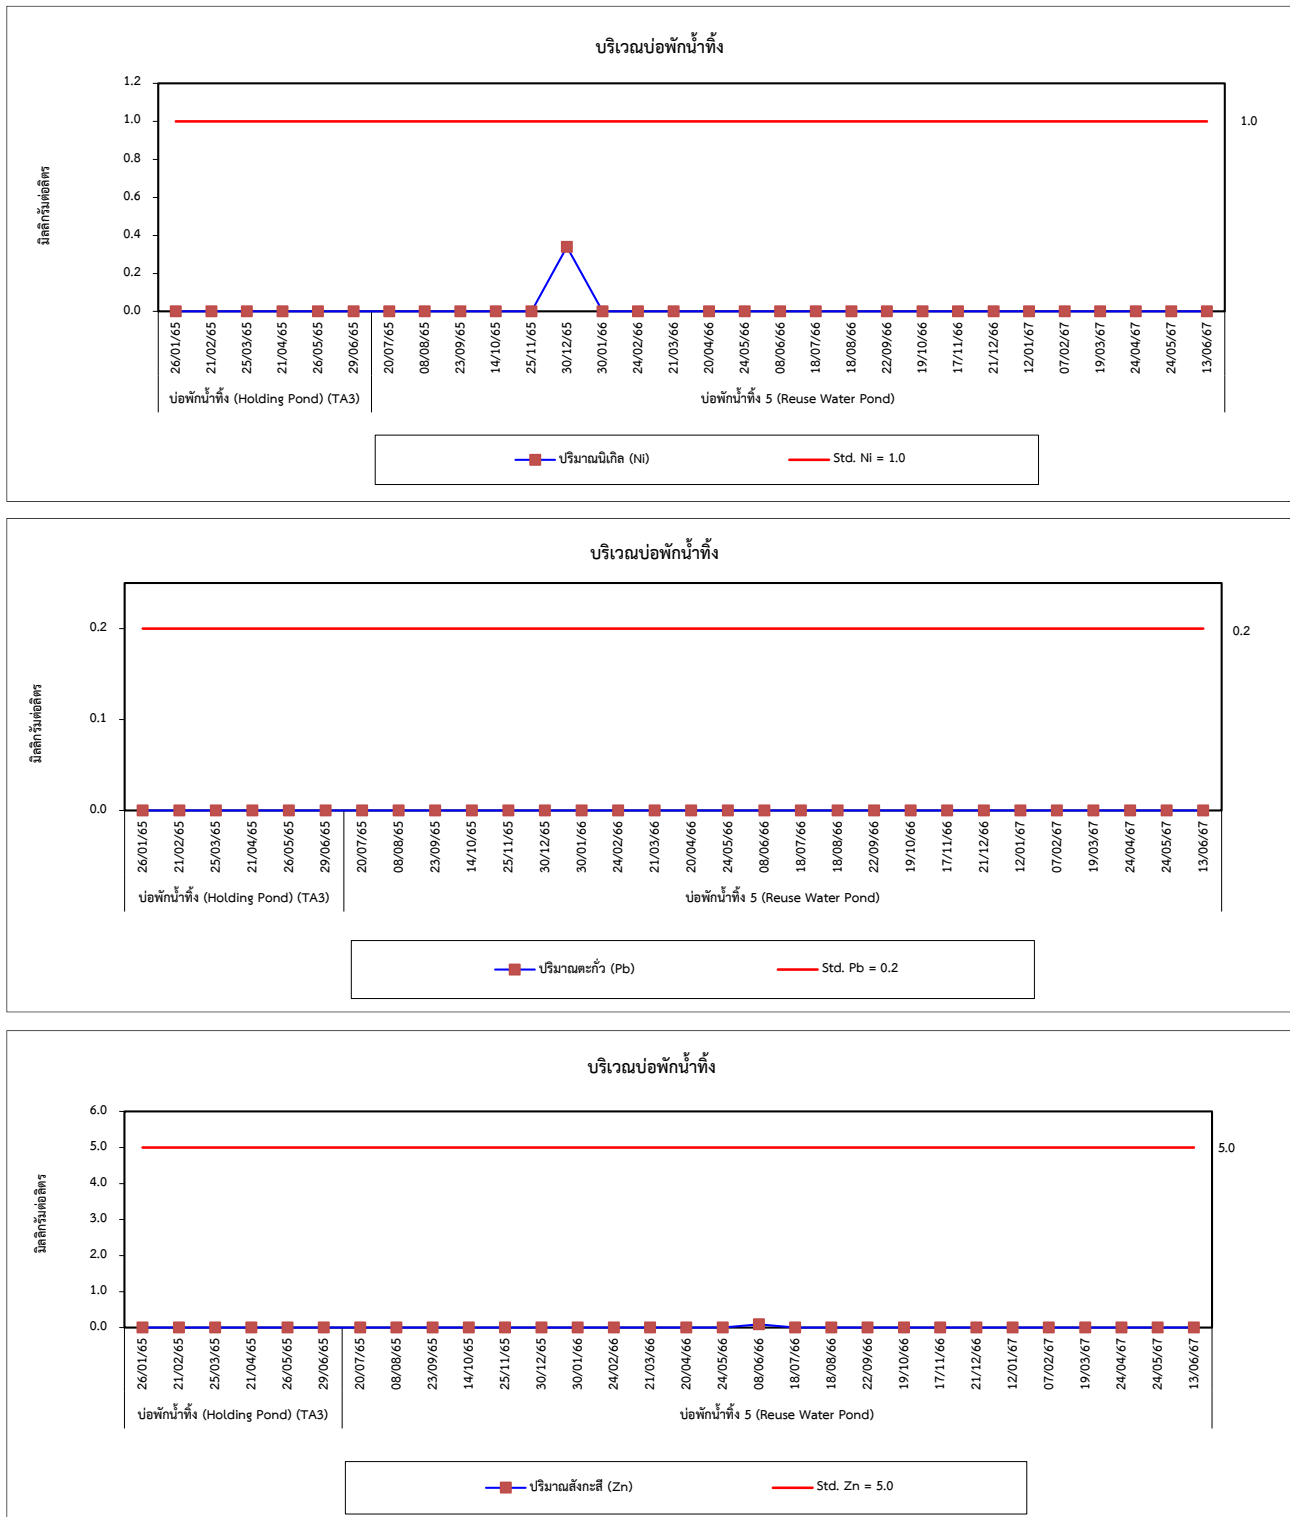 บริเวณบ่อพักน้ำทิ้ง
มิลลิกรัมต่อลิตร
1.2
1.0
0.8
0.6
0.4
0.2
0.0
1.0
26/01/65 21/02/65 25/03/65 21/04/65 26/05/65 29/06/65 20/07/65 08/08/65 23/09/65 14/10/65 25/11/65 30/12/65 30/01/66 24/02/66 21/03/66 20/04/66 24/05/66 08/06/66 18/07/66 18/08/66 22/09/66 19/10/66 17/11/66 21/12/66 12/01/67 07/02/67 19/03/67 24/04/67 24/05/67 13/06/67
บ่อพักน้ำทิ้ง (Holding Pond) (TA3) บ่อพักน้ำทิ้ง 5 (Reuse Water Pond)
ปริมาณนิเกิล (Ni) Std. Ni = 1.0
บริเวณบ่อพักน้ำทิ้ง
มิลลิกรัมต่อลิตร
0.2
0.1
0.0
0.2
26/01/65 21/02/65 25/03/65 21/04/65 26/05/65 29/06/65 20/07/65 08/08/65 23/09/65 14/10/65 25/11/65 30/12/65 30/01/66 24/02/66 21/03/66 20/04/66 24/05/66 08/06/66 18/07/66 18/08/66 22/09/66 19/10/66 17/11/66 21/12/66 12/01/67 07/02/67 19/03/67 24/04/67 24/05/67 13/06/67
บ่อพักน้ำทิ้ง (Holding Pond) (TA3) บ่อพักน้ำทิ้ง 5 (Reuse Water Pond)
ปริมาณตะกั่ว (Pb) Std. Pb = 0.2
บริเวณบ่อพักน้ำทิ้ง
มิลลิกรัมต่อลิตร
6.0
5.0
4.0
3.0
2.0
1.0
0.0
5.0
26/01/65 21/02/65 25/03/65 21/04/65 26/05/65 29/06/65 20/07/65 08/08/65 23/09/65 14/10/65 25/11/65 30/12/65 30/01/66 24/02/66 21/03/66 20/04/66 24/05/66 08/06/66 18/07/66 18/08/66 22/09/66 19/10/66 17/11/66 21/12/66 12/01/67 07/02/67 19/03/67 24/04/67 24/05/67 13/06/67
บ่อพักน้ำทิ้ง (Holding Pond) (TA3) บ่อพักน้ำทิ้ง 5 (Reuse Water Pond)
ปริมาณสังกะสี (Zn) Std. Zn = 5.0